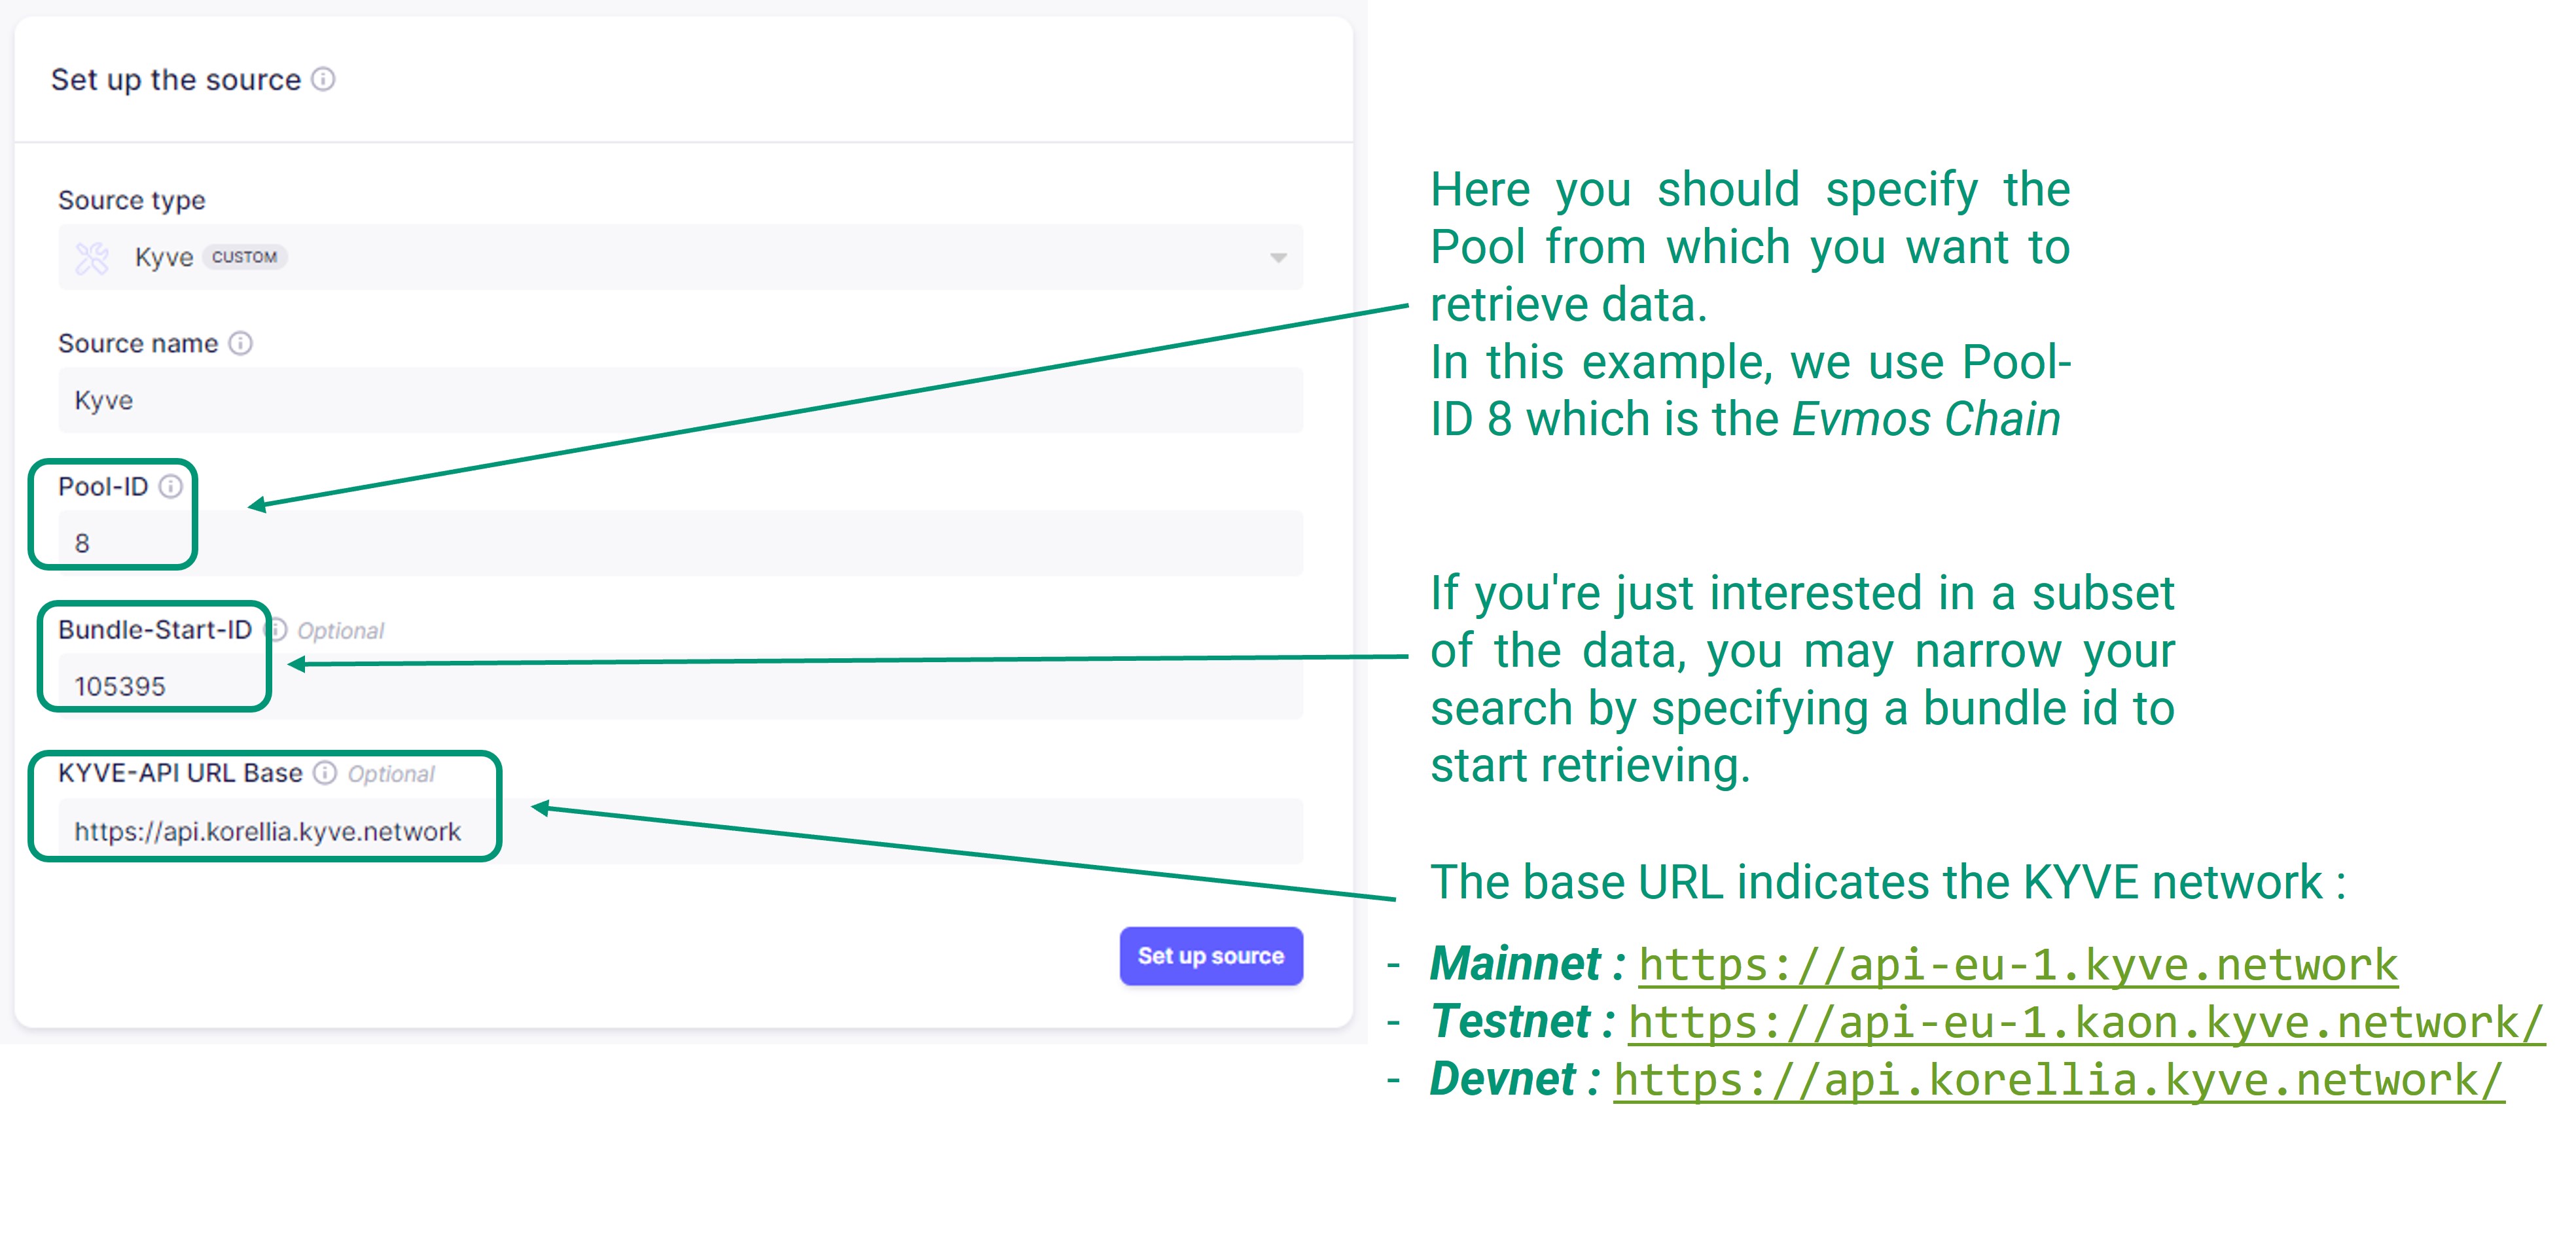 Set up the source
Source type
Kyve CUSTOM
Source name
Kyve
Pool-ID
8
Bundle-Start-ID Optional
105395
KYVE-API URL Base Optional
https://api.korellia.kyve.network
Set up source
Here you should specify the
Pool from which you want to
retrieve data.
In this example, we use Pool-
ID 8 which is the Evmos Chain
If you're just interested in a subset
of the data, you may narrow your
search by specifying a bundle id to
start retrieving.
The base URL indicates the KYVE network :
- Mainnet : https://api-eu-1.kyve.network
- Testnet : https://api-eu-1.kaon.kyve.network/
- Devnet : https://api.korellia.kyve.network/